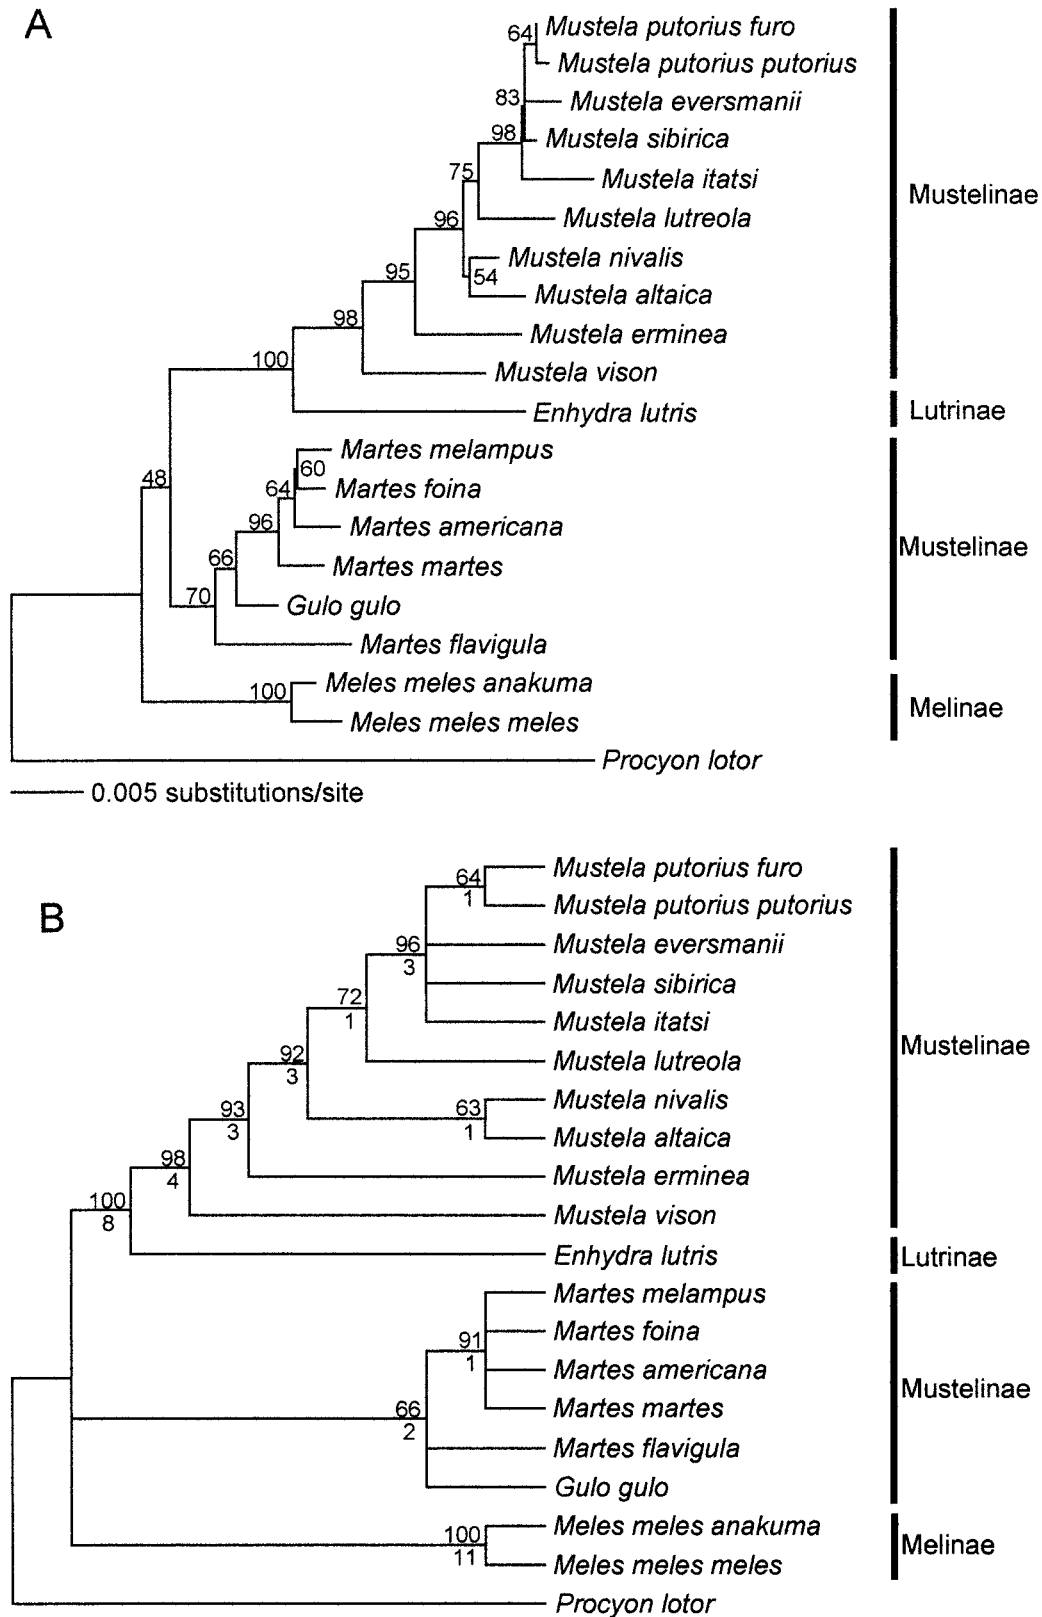 A
64 Mustela putorius furo
Mustela putorius putorius
83 Mustela eversmanii
98 Mustela sibirica
75 Mustela itatsi
Mustelinae
96 Mustela lutreola
Mustela nivalis
95 54
Mustela altaica
98 Mustela erminea
100 Mustela vison
Enhydra lutris Lutrinae
Martes melampus
60
48 64 Martes foina
96 Martes americana
Mustelinae
66 Martes martes
70 Gulo gulo
Martes flavigula
100 Meles meles anakuma
Melinae
Meles meles meles
Procyon lotor
0.005 substitutions/site
B
Mustela putorius furo
64
1
Mustela putorius putorius
96
3
Mustela eversmanii
Mustela sibirica
72
1
Mustela itatsi
Mustelinae
92
3
Mustela lutreola
Mustela nivalis
63
1
93
3
Mustela altaica
98
4
Mustela erminea
100
8
Mustela vison
Enhydra lutris Lutrinae
Martes melampus
Martes foina
91
1
Martes americana
Mustelinae
66
2
Martes martes
Martes flavigula
Gulo gulo
Meles meles anakuma
100
11
Melinae
Meles meles meles
Procyon lotor